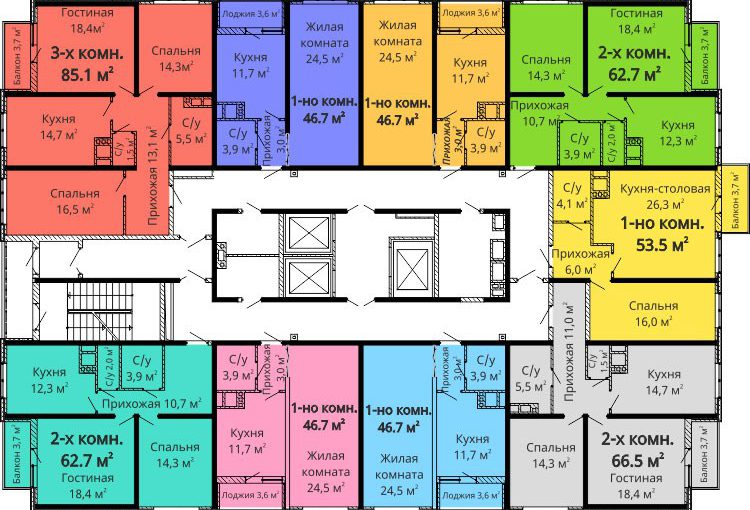 Гостиная
18,4 м²
3-х комн.
85.1 м²
Балкон 3,7 м²
Спальня
14,3 м²
Кухня
14,7 м²
С/у
1,5 м²
Прихожая 13,1 м²
С/у
5,5 м²
Спальня
16,5 м²
Лоджия 3,6 м²
Кухня
11,7 м²
С/у
3,9 м²
Прихожая
3,0 м²
Жилая
комната
24,5 м²
1-но комн.
46.7 м²
Жилая
комната
24,5 м²
1-но комн.
46.7 м²
Лоджия 3,6 м²
Кухня
11,7 м²
Прихожая
3,0 м²
С/у
3,9 м²
Спальня
14,3 м²
Гостиная
18,4 м²
2-х комн.
62.7 м²
Балкон 3,7 м²
Прихожая
10,7 м²
С/у
3,9 м²
С/у 2,0 м²
Кухня
12,3 м²
С/у
4,1 м²
Кухня-столовая
26,3 м²
1-но комн.
53.5 м²
Балкон 3,7 м²
Прихожая
6,0 м²
Спальня
16,0 м²
Кухня
12,3 м²
С/у 2,0 м²
С/у
3,9 м²
Прихожая 10,7 м²
2-х комн.
62.7 м²
Гостиная
18,4 м²
Балкон 3,7 м²
Спальня
14,3 м²
С/у
3,9 м²
Прихожая
3,0 м²
Кухня
11,7 м²
Лоджия 3,6 м²
1-но комн.
46.7 м²
Жилая
комната
24,5 м²
1-но комн.
46.7 м²
Жилая
комната
24,5 м²
Прихожая
3,0 м²
С/у
3,9 м²
Кухня
11,7 м²
Лоджия 3,6 м²
С/у
5,5 м²
Прихожая 11,0 м²
С/у
1,5 м²
Кухня
14,7 м²
Спальня
14,3 м²
2-х комн.
66.5 м²
Гостиная
18,4 м²
Балкон 3,7 м²